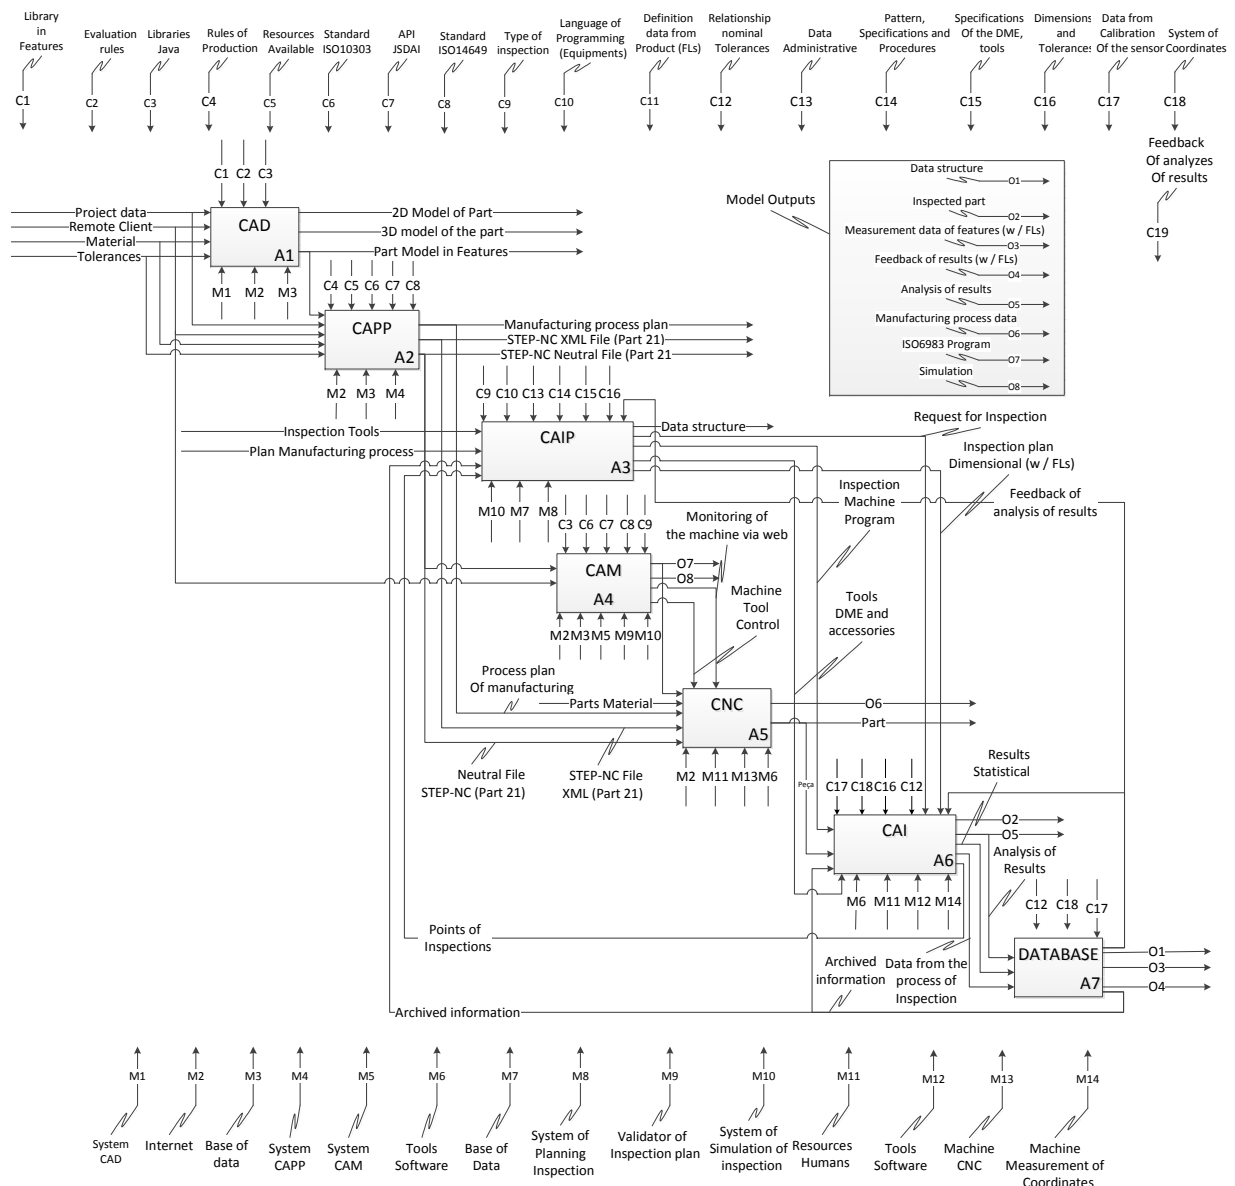 Library
in
Features
Evaluation
rules
Libraries
Java
Rules of
Production
Resources
Available
Standard
ISO10303
API
JSDAI
Standard
ISO14649
Type of
inspection
Language of
Programming
(Equipments)
Definition
data from
Product (FLs)
Relationship
nominal
Tolerances
Data
Administrative
Pattern,
Specifications and
Procedures
Specifications
Of the DME,
tools
Dimensions
and
Tolerances
Data from
Calibration
Of the sensor
System of
Coordinates
C1
C2
C3
C4
C5
C6
C7
C8
C9
C10
C11
C12
C13
C14
C15
C16
C17
C18
Feedback
Of analyzes
Of results
C19
Model Outputs
Data structure
O1
Inspected part
O2
Measurement data of features (w/ FLs)
O3
Feedback of results (w / FLs)
O4
Analysis of results
O5
Manufacturing process data
O6
ISO6983 Program
O7
Simulation
O8
C1
C2
C3
Project data
Remote Client
Material
Tolerances
CAD
A1
2D Model of Part
3D model of the part
Part Model in Features
M1
M2
M3
C4
C5
C6
C7
C8
CAPP
A2
Manufacturing process plan
STEP-NC XML File (Part 21)
STEP-NC Neutral File (Part 21
M2
M3
M4
C9
C10
C13
C14
C15
C16
Inspection Tools
Plan Manufacturing process
CAIP
A3
Data structure
M10
M7
M8
Request for Inspection
Inspection plan
Dimensional (w / FLs)
Feedback of
analysis of results
Inspection
Machine
Program
Monitoring of
the machine via web
C3
C6
C7
C8
C9
CAM
A4
O7
O8
M2
M3
M5
M9
M10
Machine
Tool
Control
Tools
DME and
accessories
Process plan
Of manufacturing
Parts Material
CNC
A5
O6
Part
M2
M11
M13
M6
Neutral File
STEP-NC (Part 21)
STEP-NC File
XML (Part 21)
Peça
Results
Statistical
C17
C18
C16
C12
CAI
A6
O2
O5
Analysis of
Results
M6
M11
M12
M14
C12
C18
C17
Points of
Inspections
Archived
information
Data from the
process of
Inspection
DATABASE
A7
O1
O3
O4
Archived information
M1
M2
M3
M4
M5
M6
M7
M8
M9
M10
M11
M12
M13
M14
System
CAD
Internet
Base of
data
System
CAPP
System
CAM
Tools
Software
Base of
Data
System of
Planning
Inspection
Validator of
Inspection plan
System of
Simulation of
inspection
Resources
Humans
Tools
Software
Machine
CNC
Machine
Measurement of
Coordinates